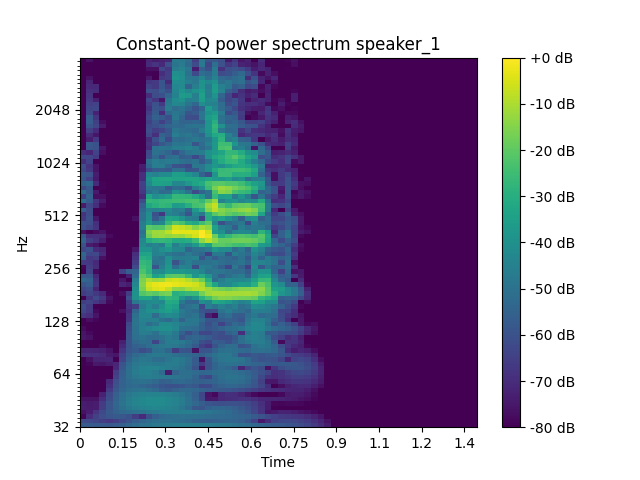 Constant-Q power spectrum speaker_1
Hz
2048
1024
512
256
128
64
32
0 0.15 0.3 0.45 0.6 0.75 0.9 1.1 1.2 1.4
Time
+0 dB
-10 dB
-20 dB
-30 dB
-40 dB
-50 dB
-60 dB
-70 dB
-80 dB